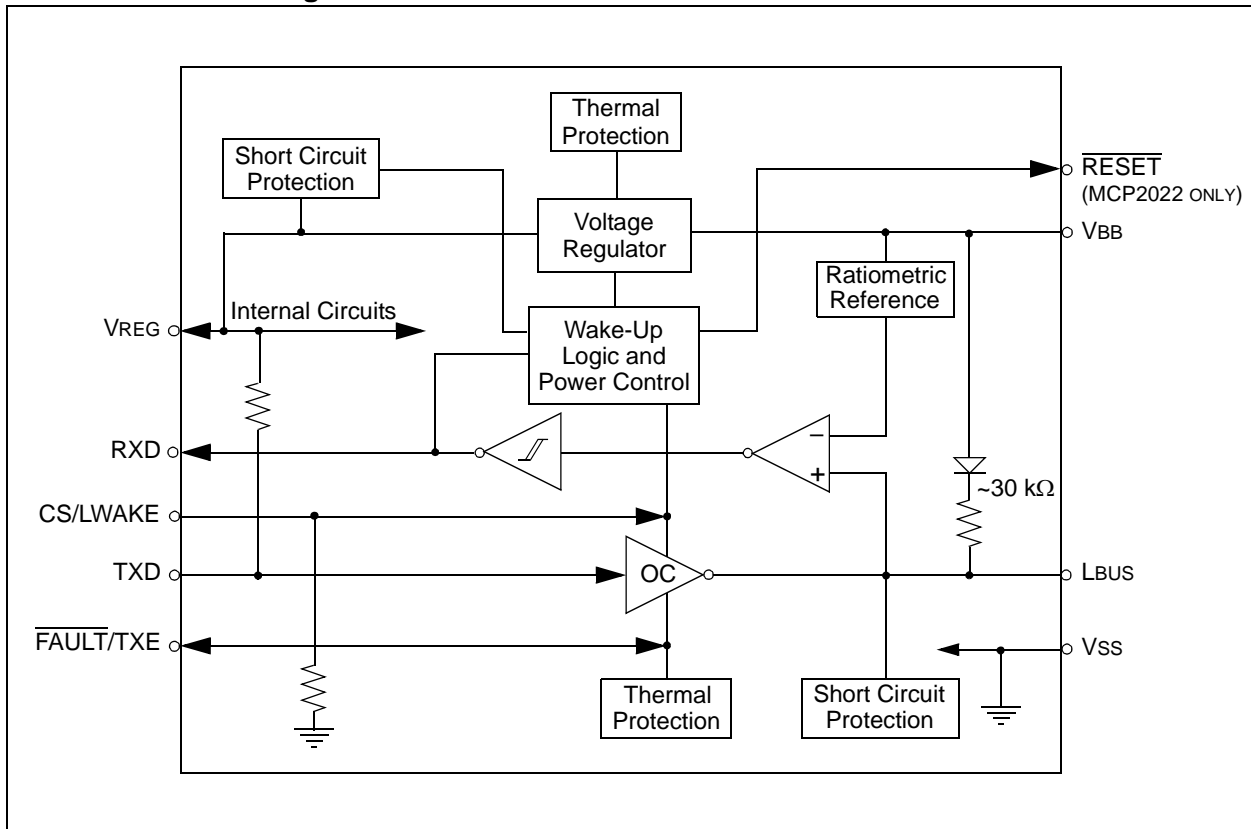 Thermal
Protection
Short Circuit
Protection
RESET
(MCP2022 ONLY)
Voltage
Regulator
VBB
Ratiometric
Reference
Internal Circuits
VREG
Wake-Up
Logic and
Power Control
RXD
−
+
~30 kΩ
CS/LWAKE
TXD
OC
LBUS
FAULT/TXE
VSS
Thermal
Protection
Short Circuit
Protection